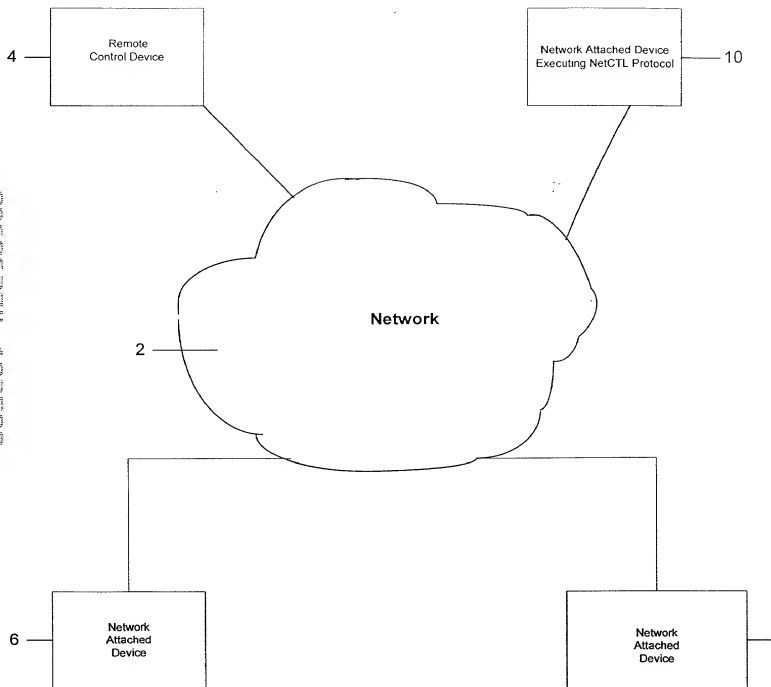 Remote
Control Device
4
Network Attached Device
Executing NetCTL Protocol
10
Network
2
Network
Attached
Device
6
Network
Attached
Device